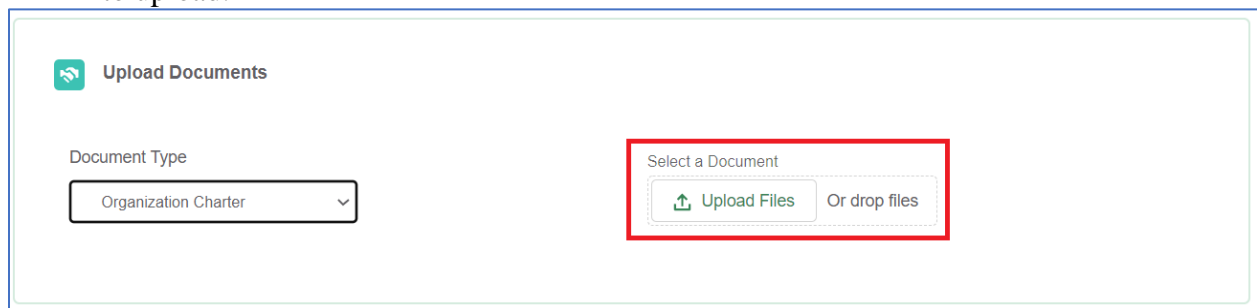 Upload Documents
Document Type
Organization Charter
Select a Document
Upload Files Or drop files